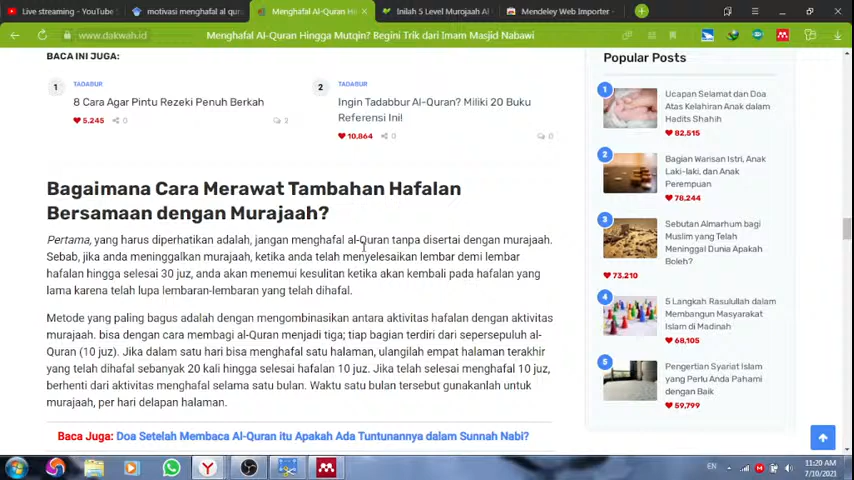 Live streaming - YouTube
motivasi menghafal al qur
Menghafal Al-Quran Hi
Inilah 5 Level Murojaah Al
Mendeley Web Importer -
www.dakwah.id
Menghafal Al-Quran Hingga Mutqin? Begini Trik dari Imam Masjid Nabawi
BACA INI JUGA:
1
TADABUR
8 Cara Agar Pintu Rezeki Penuh Berkah
5.245
0
2
2
TADABUR
Ingin Tadabbur Al-Quran? Miliki 20 Buku
Referensi Ini!
10,864
0
0
Bagaimana Cara Merawat Tambahan Hafalan
Bersamaan dengan Murajaah?
Pertama, yang harus diperhatikan adalah, jangan menghafal al-Quran tanpa disertai dengan murajaah.
Sebab, jika anda meninggalkan murajaah, ketika anda telah menyelesaikan lembar demi lembar
hafalan hingga selesai 30 juz, anda akan menemui kesulitan ketika akan kembali pada hafalan yang
lama karena telah lupa lembaran-lembaran yang telah dihafal.
Metode yang paling bagus adalah dengan mengombinasikan antara aktivitas hafalan dengan aktivitas
murajaah. bisa dengan cara membagi al-Quran menjadi tiga; tiap bagian terdiri dari sepersepuluh al-
Quran (10 juz). Jika dalam satu hari bisa menghafal satu halaman, ulangilah empat halaman terakhir
yang telah dihafal sebanyak 20 kali hingga selesai hafalan 10 juz. Jika telah selesai menghafal 10 juz,
berhenti dari aktivitas menghafal selama satu bulan. Waktu satu bulan tersebut gunakanlah untuk
murajaah, per hari delapan halaman.
Baca Juga: Doa Setelah Membaca Al-Quran itu Apakah Ada Tuntunannya dalam Sunnah Nabi?
Popular Posts
1
Ucapan Selamat dan Doa
Atas Kelahiran Anak dalam
Hadits Shahih
82,515
2
Bagian Warisan Istri, Anak
Laki-laki, dan Anak
Perempuan
78,244
3
Sebutan Almarhum bagi
Muslim yang Telah
Meninggal Dunia Apakah
Boleh?
73,210
4
5 Langkah Rasulullah dalam
Membangun Masyarakat
Islam di Madinah
68,105
5
Pengertian Syariat Islam
yang Perlu Anda Pahami
dengan Baik
59,799
EN
11:20 AM
7/10/2021